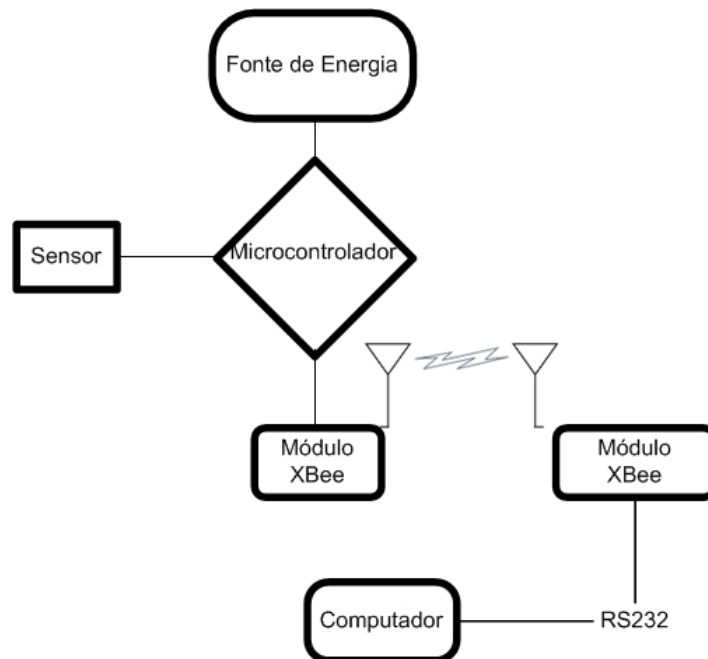 Fonte de Energia
Sensor
Microcontrolador
Módulo
XBee
Módulo
XBee
Computador
RS232